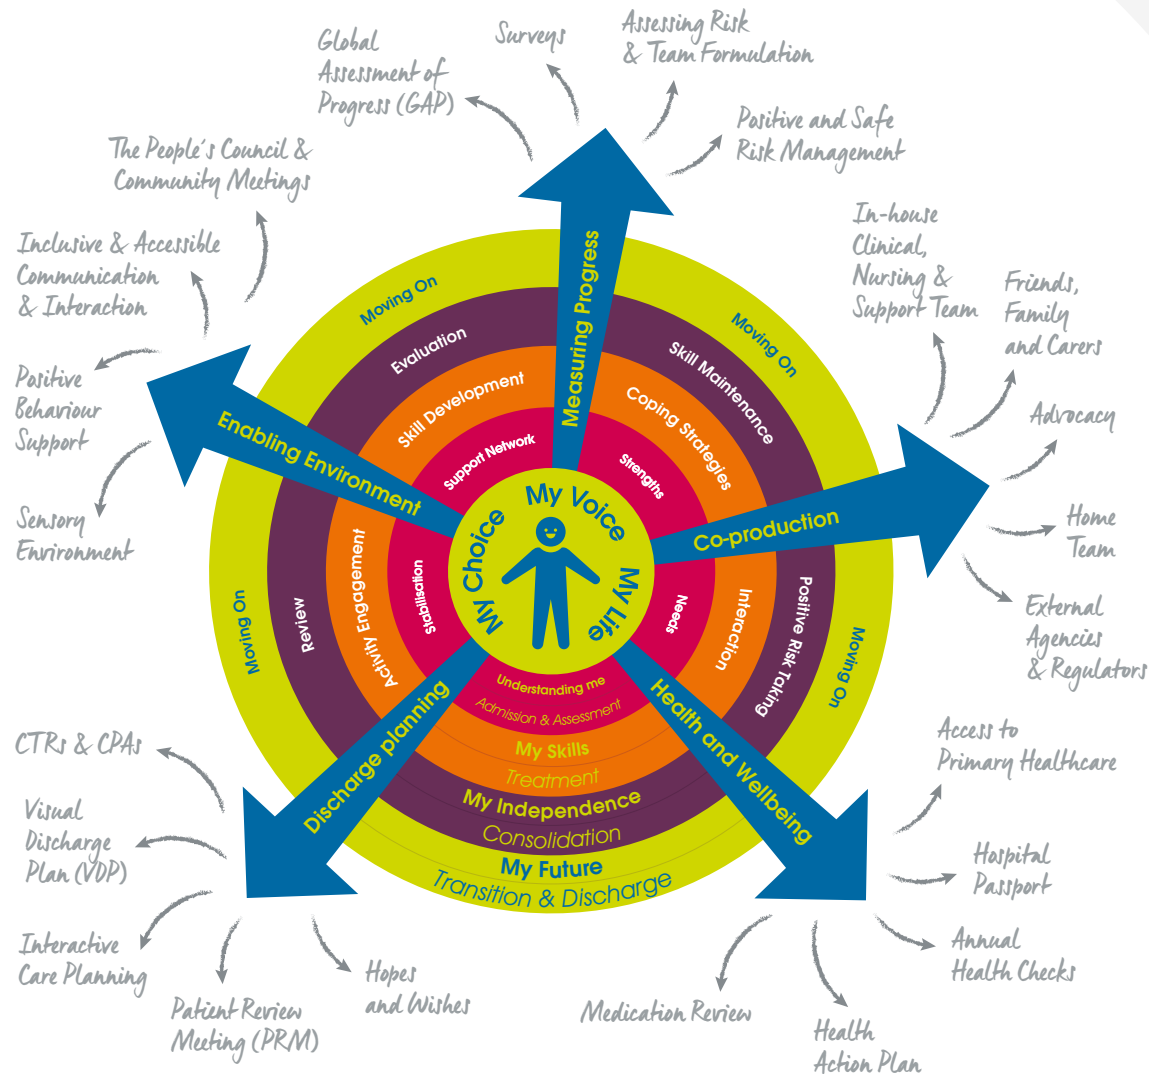 Global
Assessment of
Progress (GAP)
Surveys
Assessing Risk
& Team Formulation
Positive and Safe
Risk Management
The People's Council &
Community Meetings
Inclusive & Accessible
Communication
& Interaction
Positive
Behaviour
Support
Sensory
Environment
In-house
Clinical,
Nursing &
Support Team
Friends,
Family
and Carers
Advocacy
Home
Team
External
Agencies
& Regulators
Measuring Progress
Enabling Environment
Co-production
Discharge planning
Health and Wellbeing
Moving On
Moving On
Moving On
Moving On
Evaluation
Skill Maintenance
Review
Positive Risk Taking
Skill Development
Coping Strategies
Activity Engagement
Interaction
Support Network
Strengths
Stabilisation
Needs
My Choice
My Voice
My Life
Understanding me
Admission & Assessment
My Skills
Treatment
My Independence
Consolidation
My Future
Transition & Discharge
CTRs & CPAs
Visual
Discharge
Plan (VDP)
Interactive
Care Planning
Patient Review
Meeting (PRM)
Hopes
and Wishes
Access to
Primary Healthcare
Hospital
Passport
Annual
Health Checks
Medication Review
Health
Action Plan